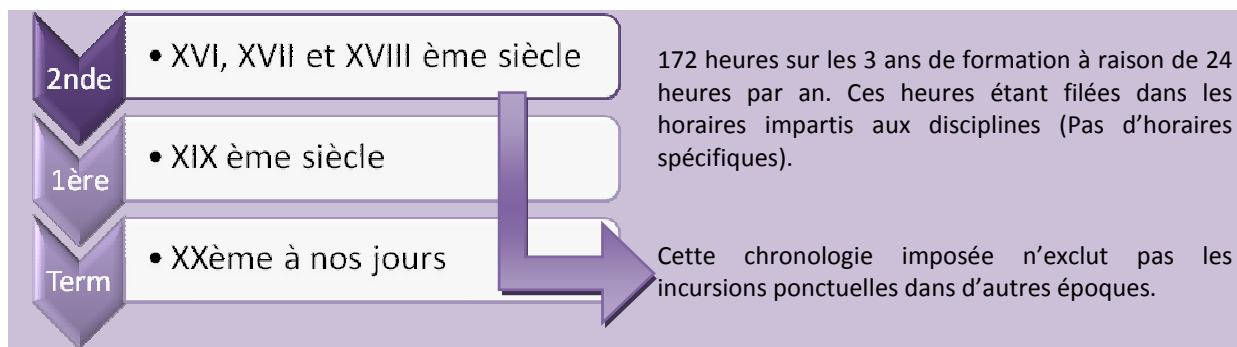 2nde
• XVI, XVII et XVIII ème siècle
1ère
• XIX ème siècle
Term
• XXème à nos jours
172 heures sur les 3 ans de formation à raison de 24
heures par an. Ces heures étant filées dans les
horaires impartis aux disciplines (Pas d’horaires
spécifiques).
Cette chronologie imposée n’exclut pas les
incursions ponctuelles dans d’autres époques.